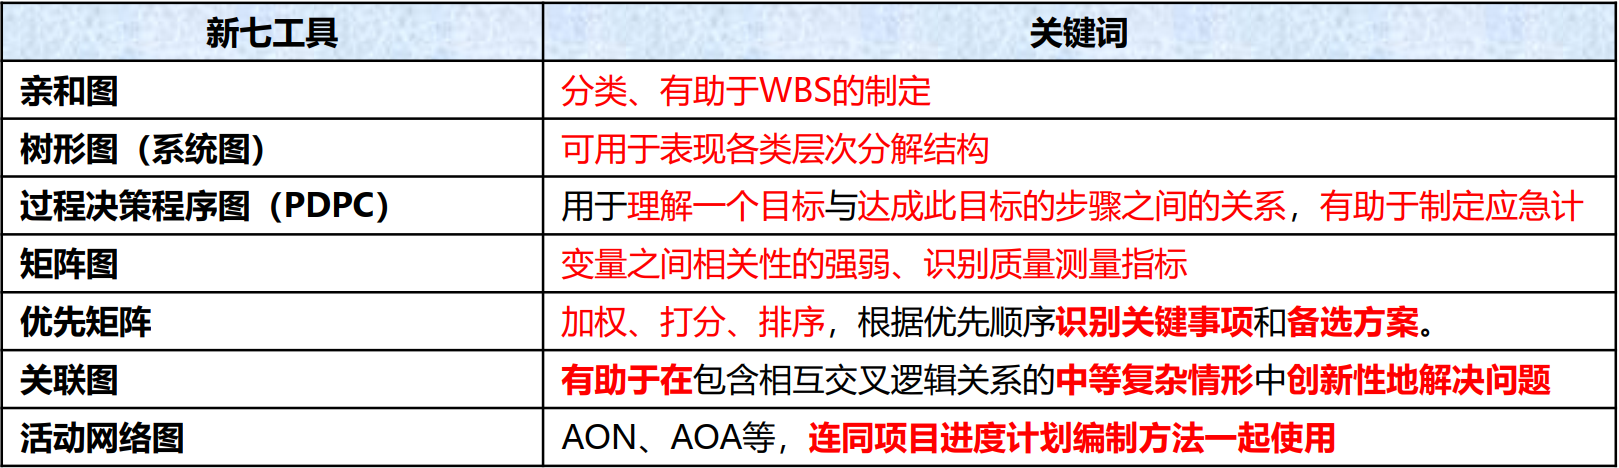 新七工具 关键词
亲和图 分类、有助于WBS的制定
树形图（系统图） 可用于表现各类层次分解结构
过程决策程序图（PDPC） 用于理解一个目标与达成此目标的步骤之间的关系，有助于制定应急计
矩阵图 变量之间相关性的强弱、识别质量测量指标
优先矩阵 加权、打分、排序，根据优先顺序识别关键事项和备选方案。
关联图 有助于在包含相互交叉逻辑关系的中等复杂情形中创新性地解决问题
活动网络图 AON、AOA等，连同项目进度计划编制方法一起使用